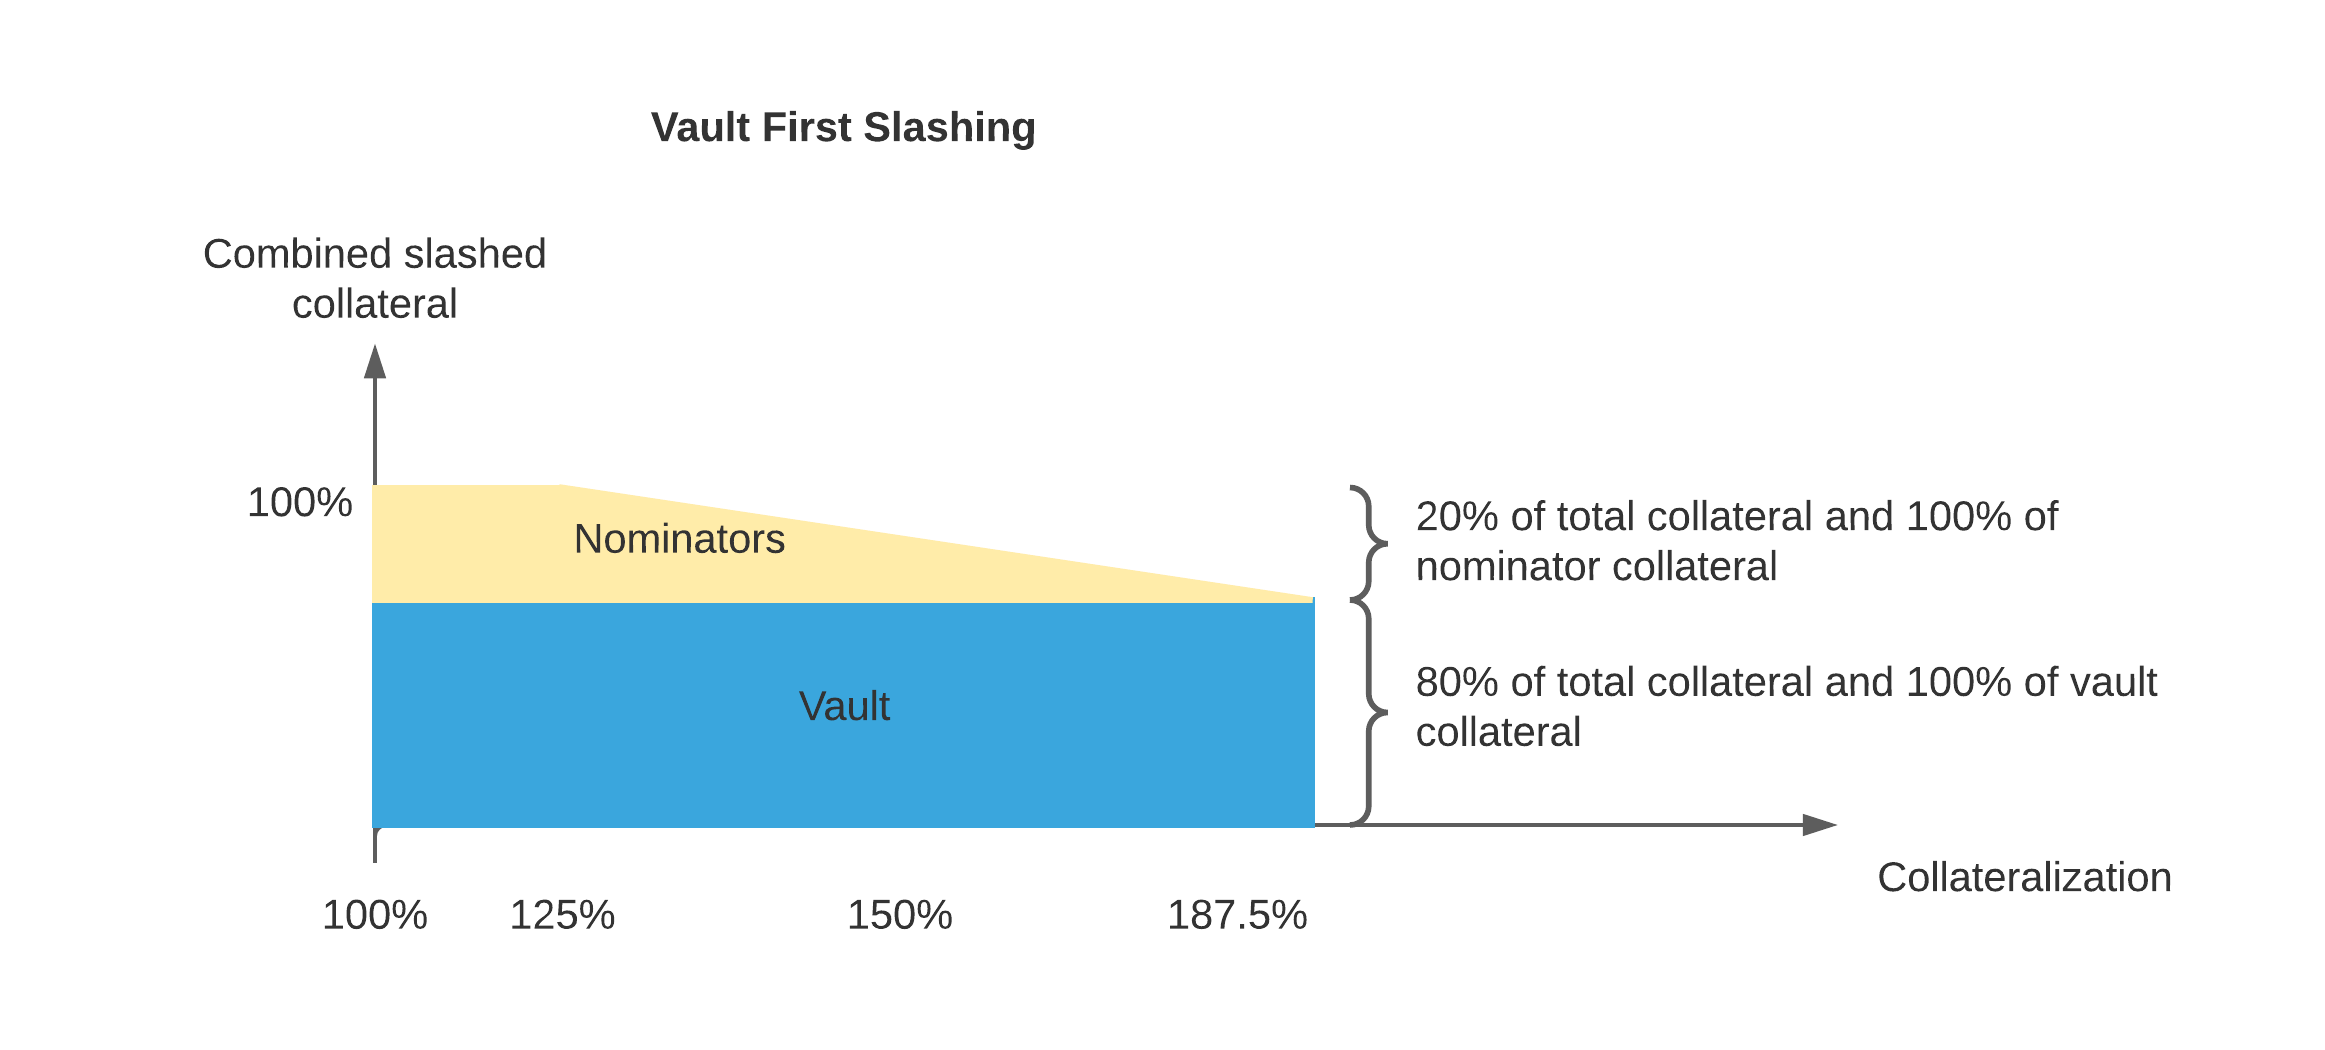 Vault First Slashing
Combined slashed
collateral
100%
Nominators
20% of total collateral and 100% of
nominator collateral
Vault
80% of total collateral and 100% of vault
collateral
Collateralization
100%
125%
150%
187.5%